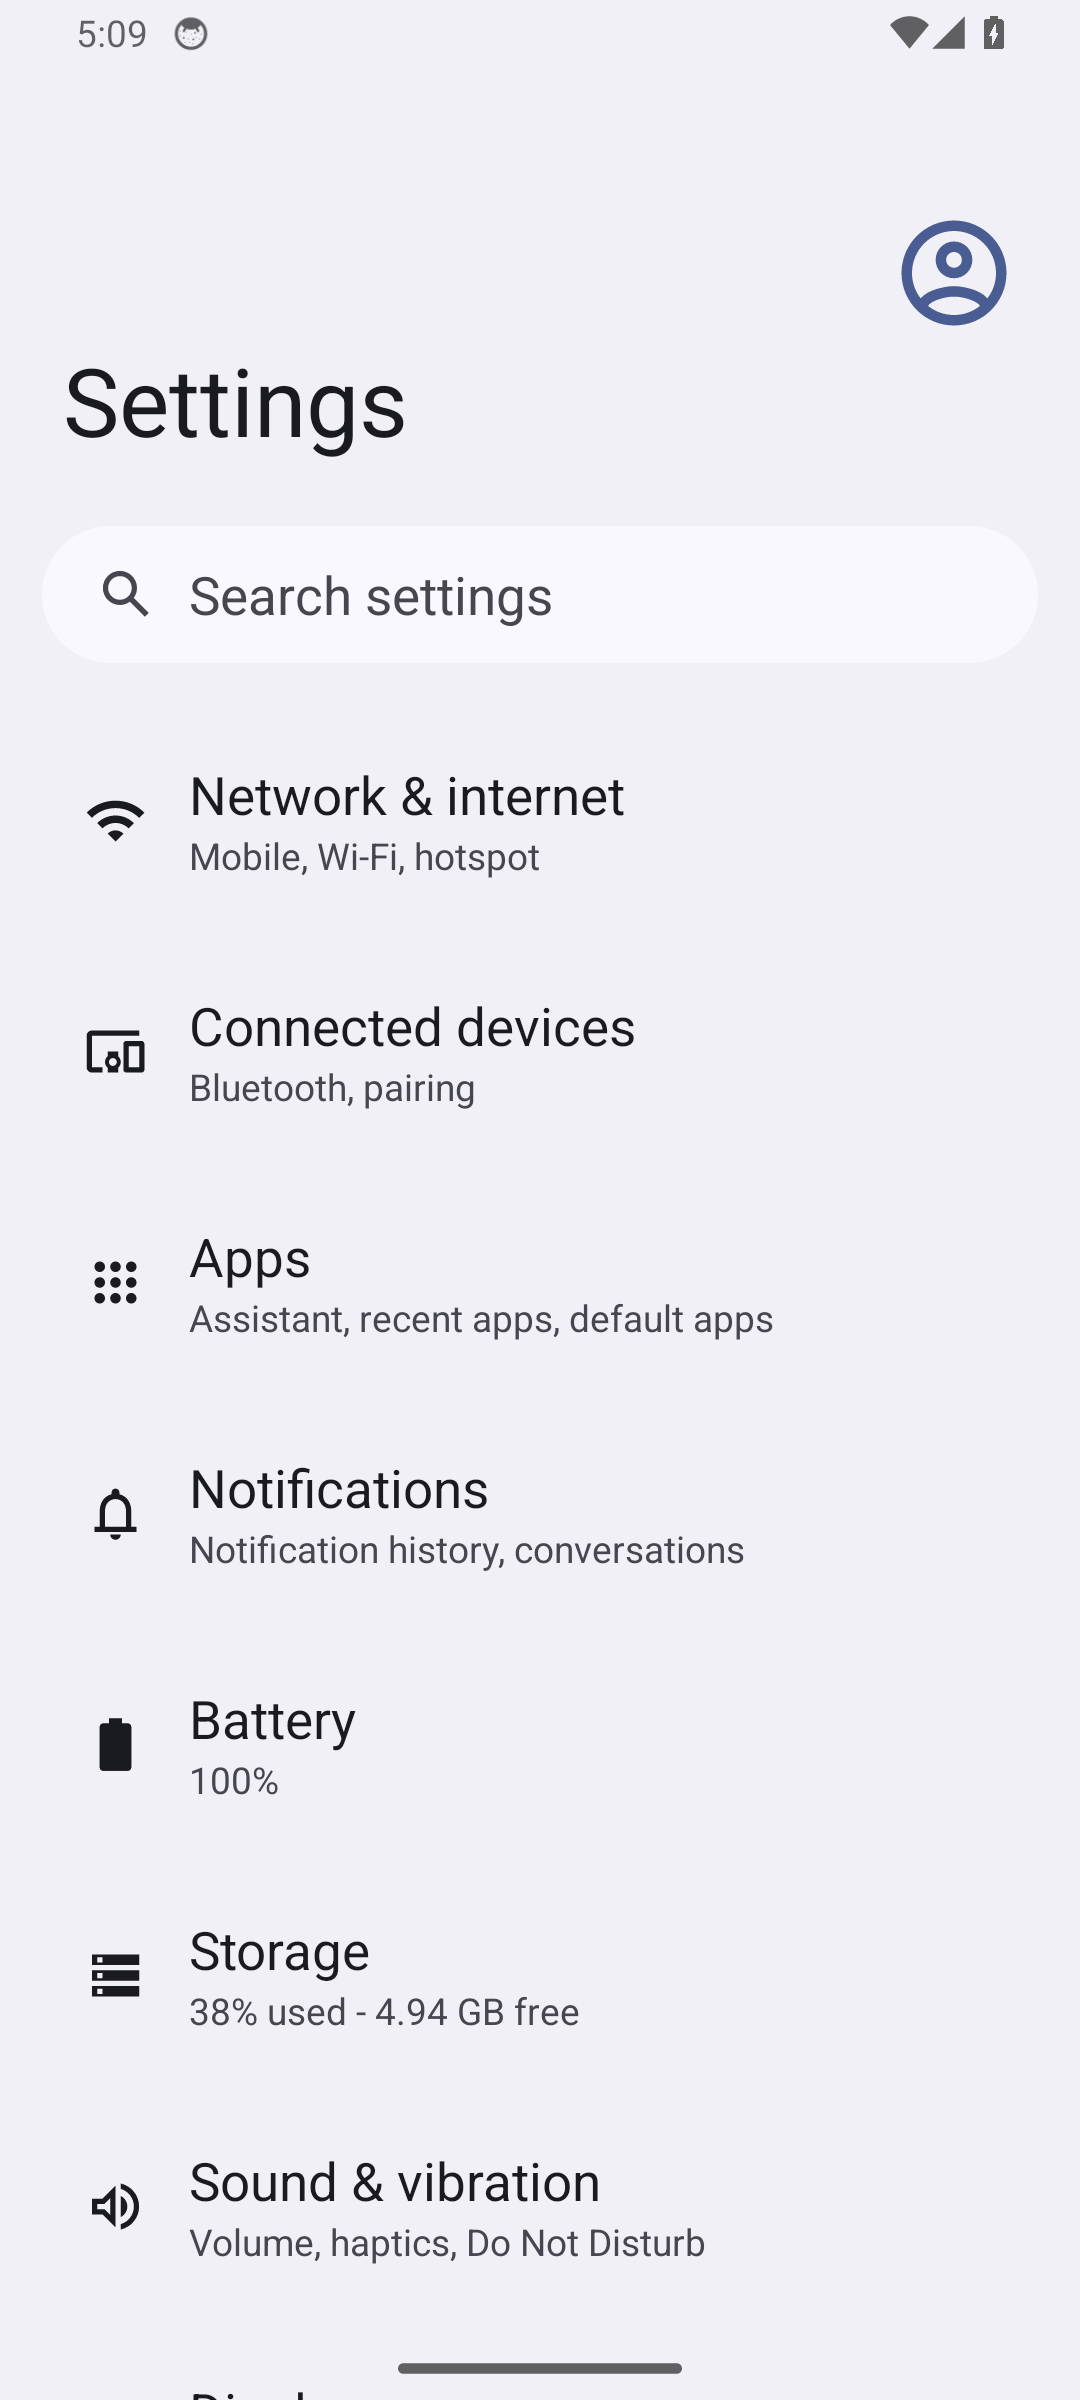 5:09
Settings
Search settings
Network & internet
Mobile, Wi-Fi, hotspot
Connected devices
Bluetooth, pairing
Apps
Assistant, recent apps, default apps
Notifications
Notification history, conversations
Battery
100%
Storage
38% used - 4.94 GB free
Sound & vibration
Volume, haptics, Do Not Disturb